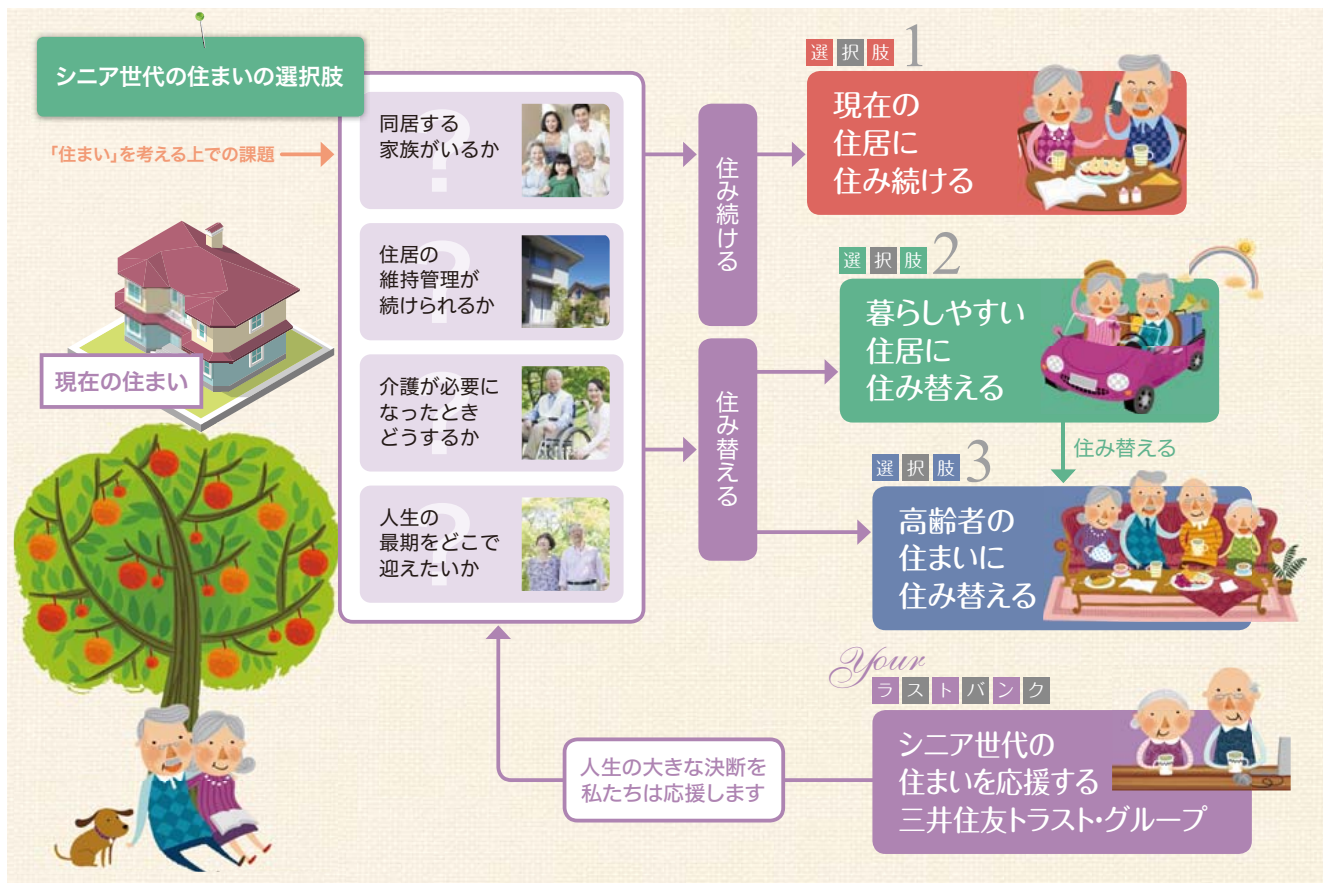 シニア世代の住まいの選択肢
「住まい」を考える上での課題
現在の住まい
同居する
家族がいるか
住居の
維持管理が
続けられるか
介護が必要に
なったとき
どうするか
人生の
最期をどこで
迎えたいか
住み続ける
住み替える
選択肢1
現在の
住居に
住み続ける
選択肢2
暮らしやすい
住居に
住み替える
住み替える
選択肢3
高齢者の
住まいに
住み替える
Your
ラストバンク
シニア世代の
住まいを応援する
三井住友トラスト・グループ
人生の大きな決断を
私たちは応援します